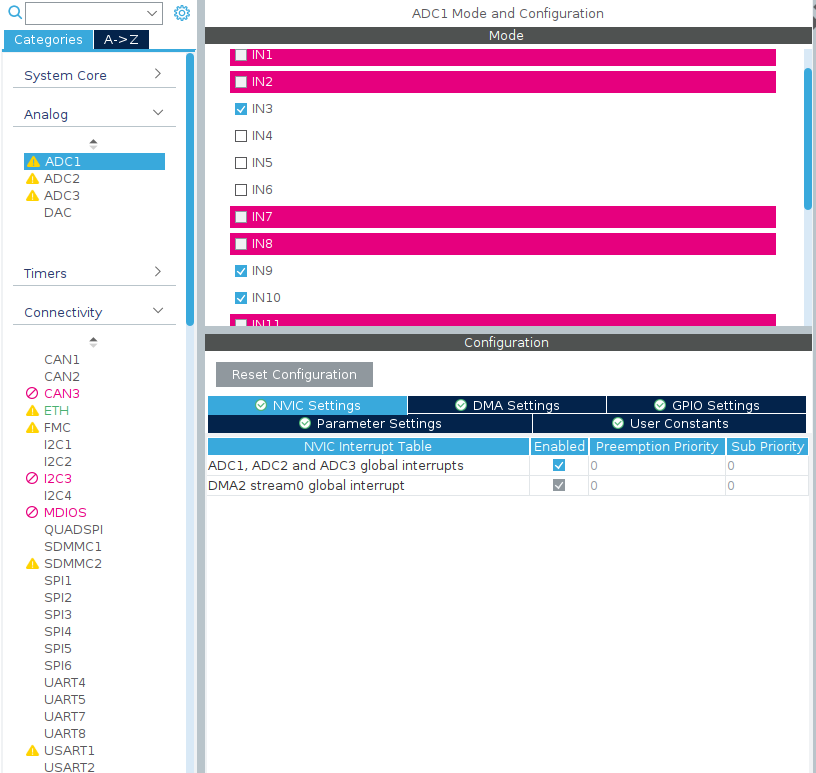 ADC1 Mode and Configuration
Categories A->Z
System Core
Analog
ADC1
ADC2
ADC3
DAC
Timers
Connectivity
CAN1
CAN2
CAN3
ETH
FMC
I2C1
I2C2
I2C3
I2C4
MDIOS
QUADSPI
SDMMC1
SDMMC2
SPI1
SPI2
SPI3
SPI4
SPI5
SPI6
UART4
UART5
UART7
UART8
USART1
USART2
Mode
IN1
IN2
IN3
IN4
IN5
IN6
IN7
IN8
IN9
IN10
IN11
Configuration
Reset Configuration
NVIC Settings DMA Settings GPIO Settings
Parameter Settings User Constants
NVIC Interrupt Table Enabled Preemption Priority Sub Priority
ADC1, ADC2 and ADC3 global interrupts 0 0
DMA2 stream0 global interrupt 0 0